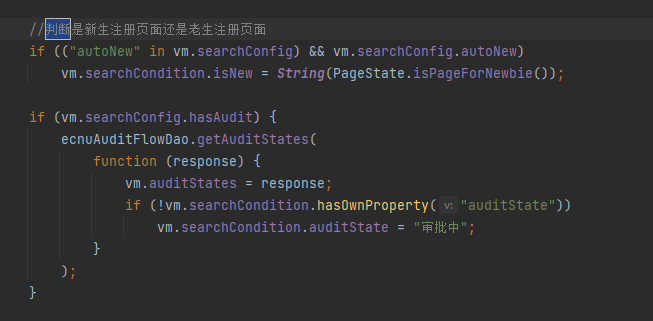 //判断是新生注册页面还是老生注册页面
if (("autoNew" in vm.searchConfig) && vm.searchConfig.autoNew)
    vm.searchCondition.isNew = String(PageState.isPageForNewbie());
if (vm.searchConfig.hasAudit) {
    ecnuAuditFlowDao.getAuditStates(
        function (response) {
            vm.auditStates = response;
            if (!vm.searchCondition.hasOwnProperty( v: "auditState"))
                vm.searchCondition.auditState = "审批中";
        }
    );
}